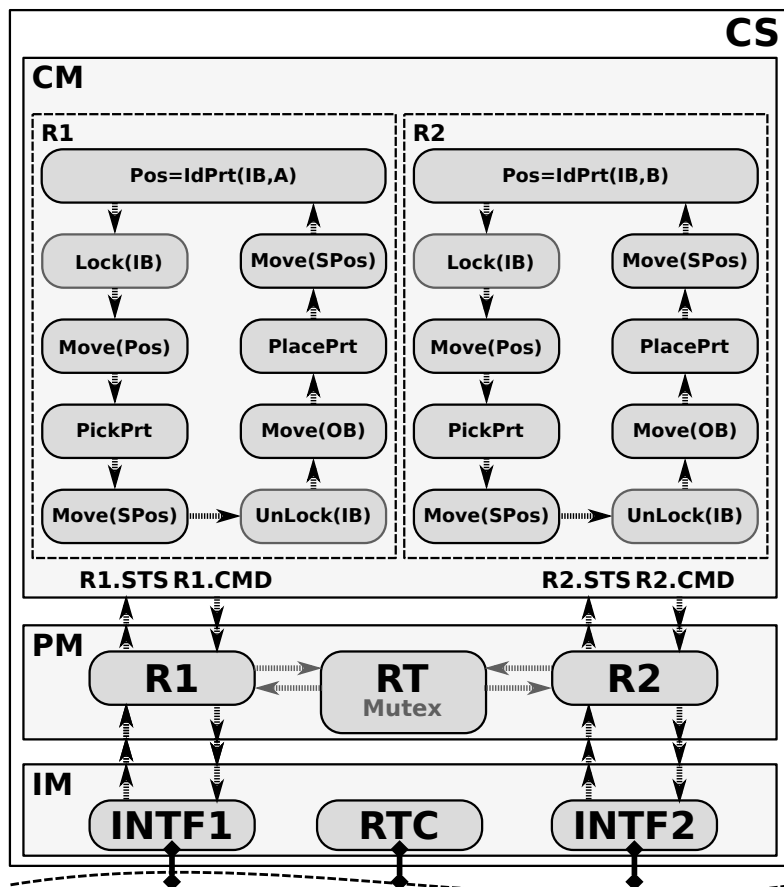 CS
CM
R1
Pos=IdPrt(IB,A)
Lock(IB)
Move(SPos)
Move(Pos)
PlacePrt
PickPrt
Move(OB)
Move(SPos)
UnLock(IB)
R2
Pos=IdPrt(IB,B)
Lock(IB)
Move(SPos)
Move(Pos)
PlacePrt
PickPrt
Move(OB)
Move(SPos)
UnLock(IB)
R1.STS R1.CMD
R2.STS R2.CMD
PM
R1
RT
Mutex
R2
IM
INTF1
RTC
INTF2